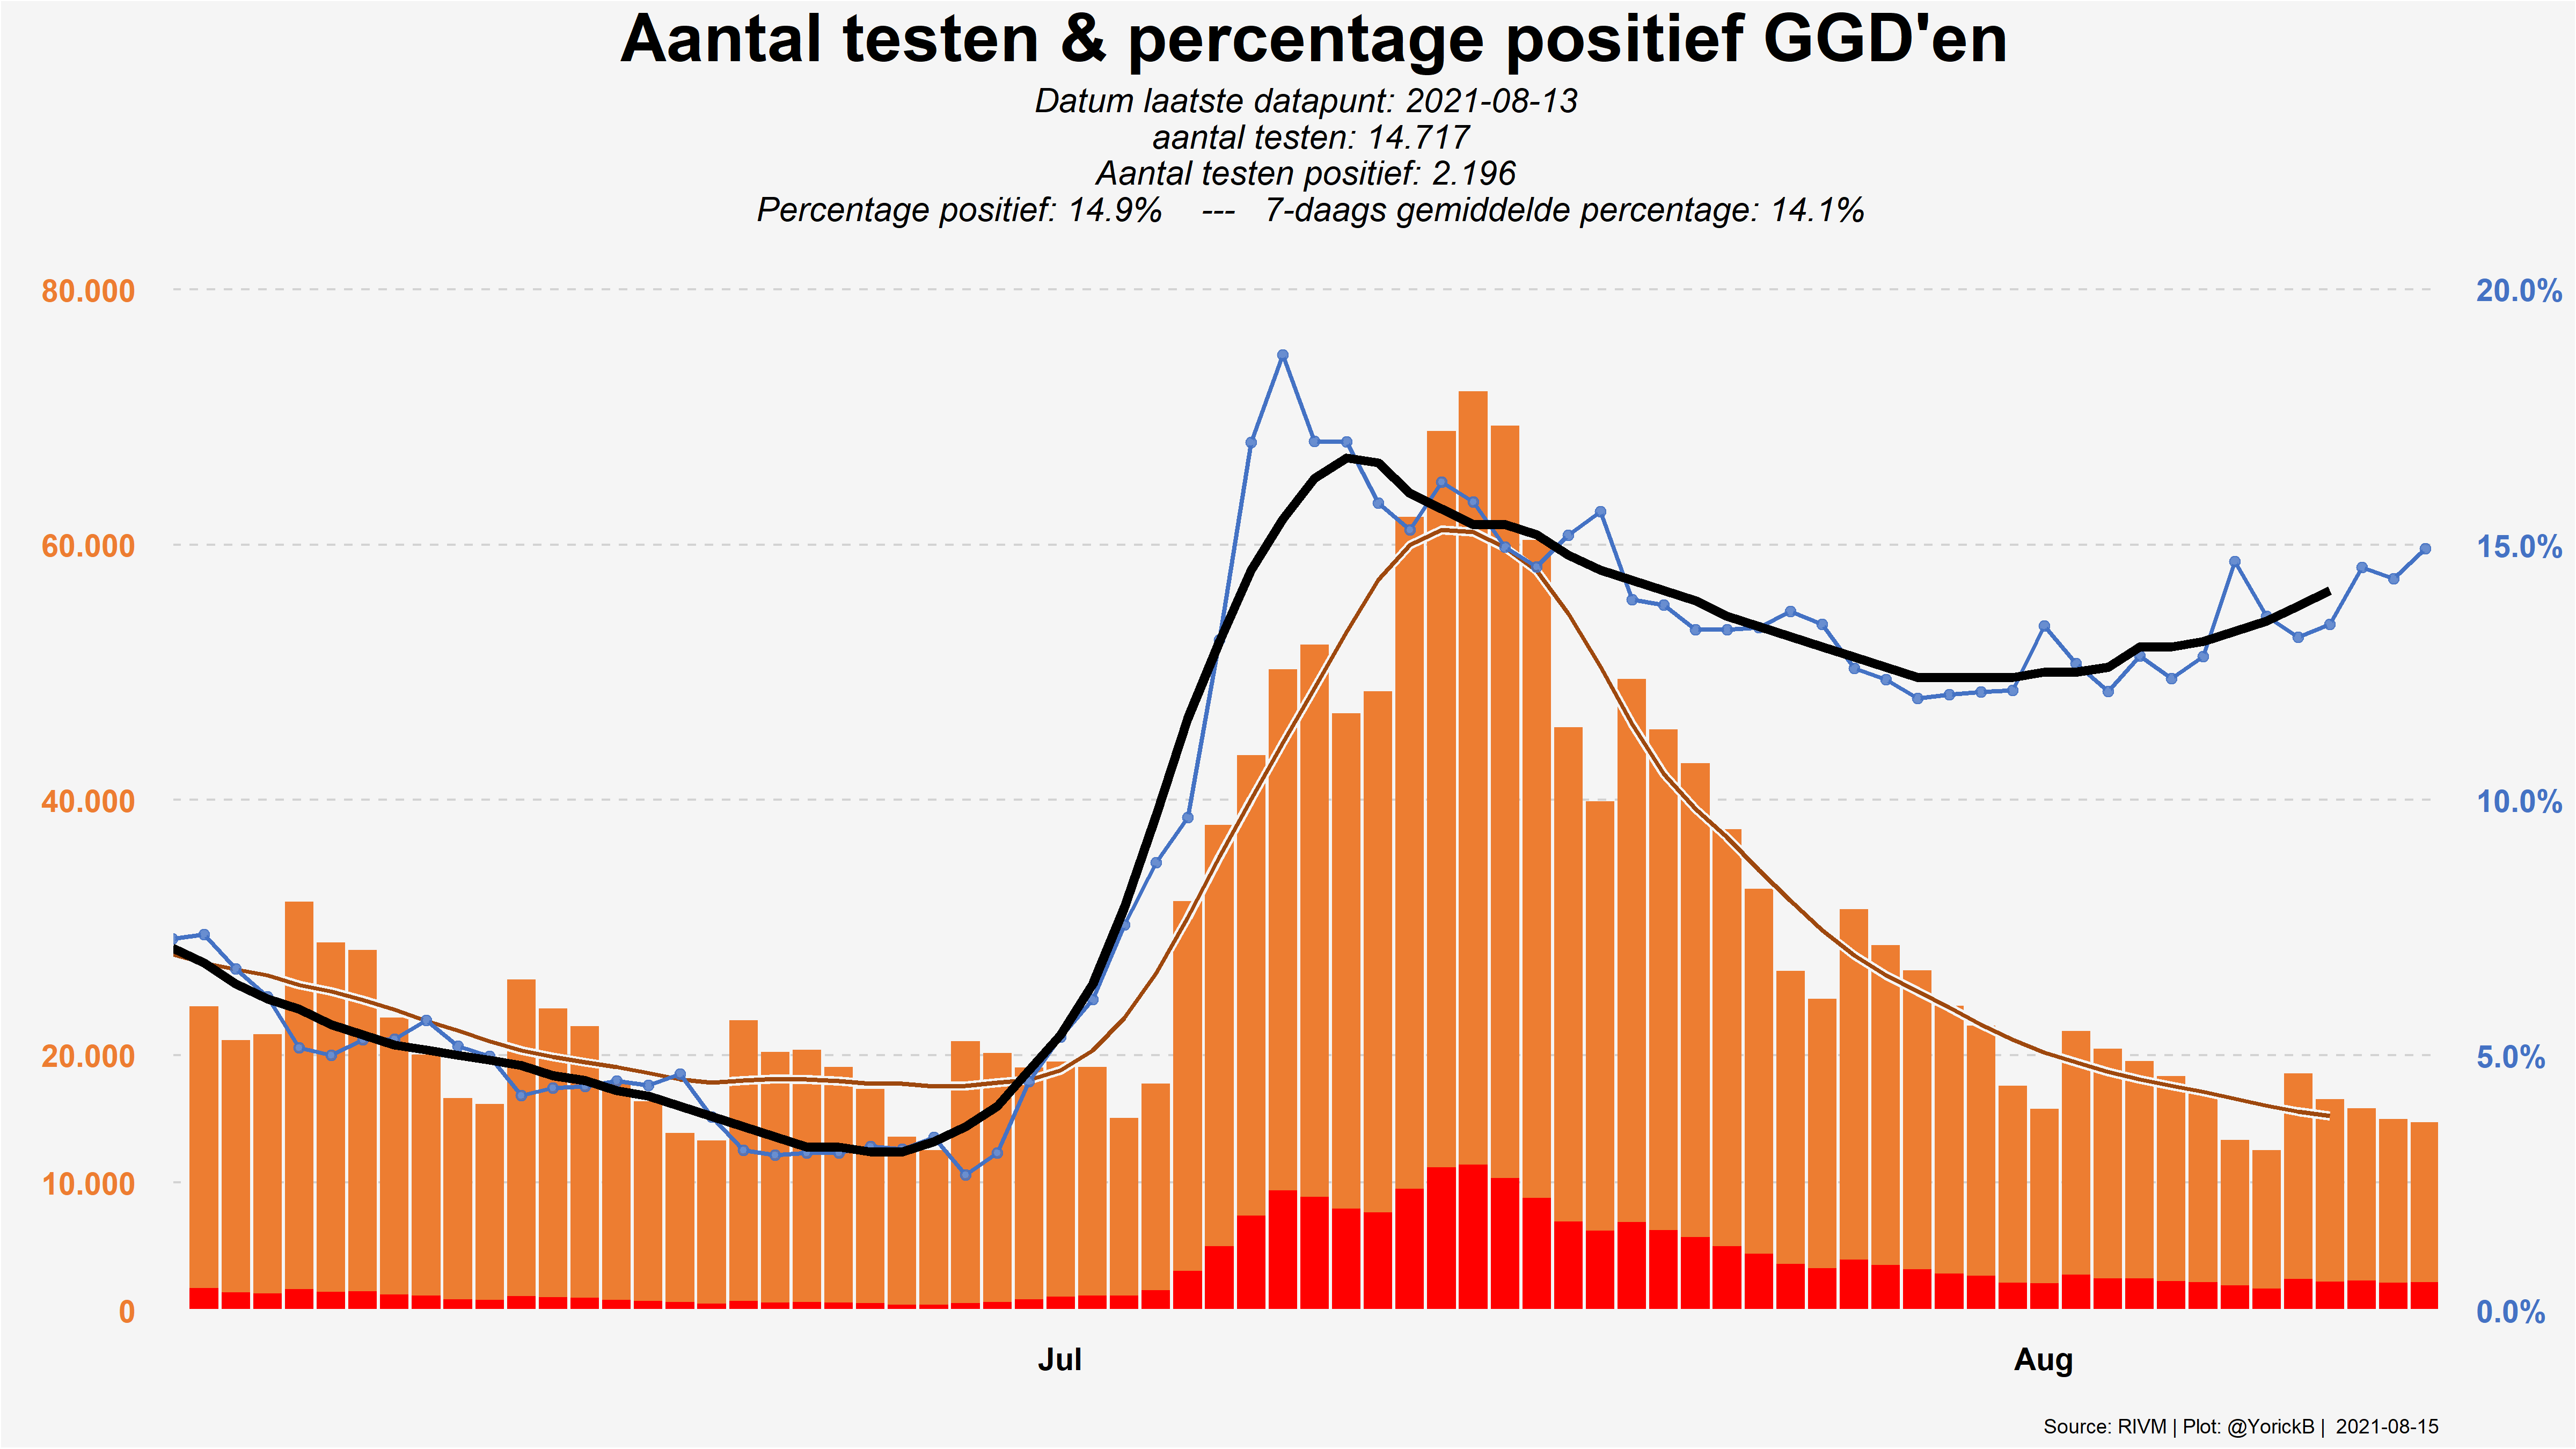 Aantal testen & percentage positief GGD'en
Datum laatste datapunt: 2021-08-13
aantal testen: 14.717
Aantal testen positief: 2.196
Percentage positief: 14.9% --- 7-daags gemiddelde percentage: 14.1%
80.000
20.0%
60.000
15.0%
40.000
10.0%
20.000
5.0%
10.000
0
0.0%
Jul
Aug
Source: RIVM | Plot: @YorickB | 2021-08-15